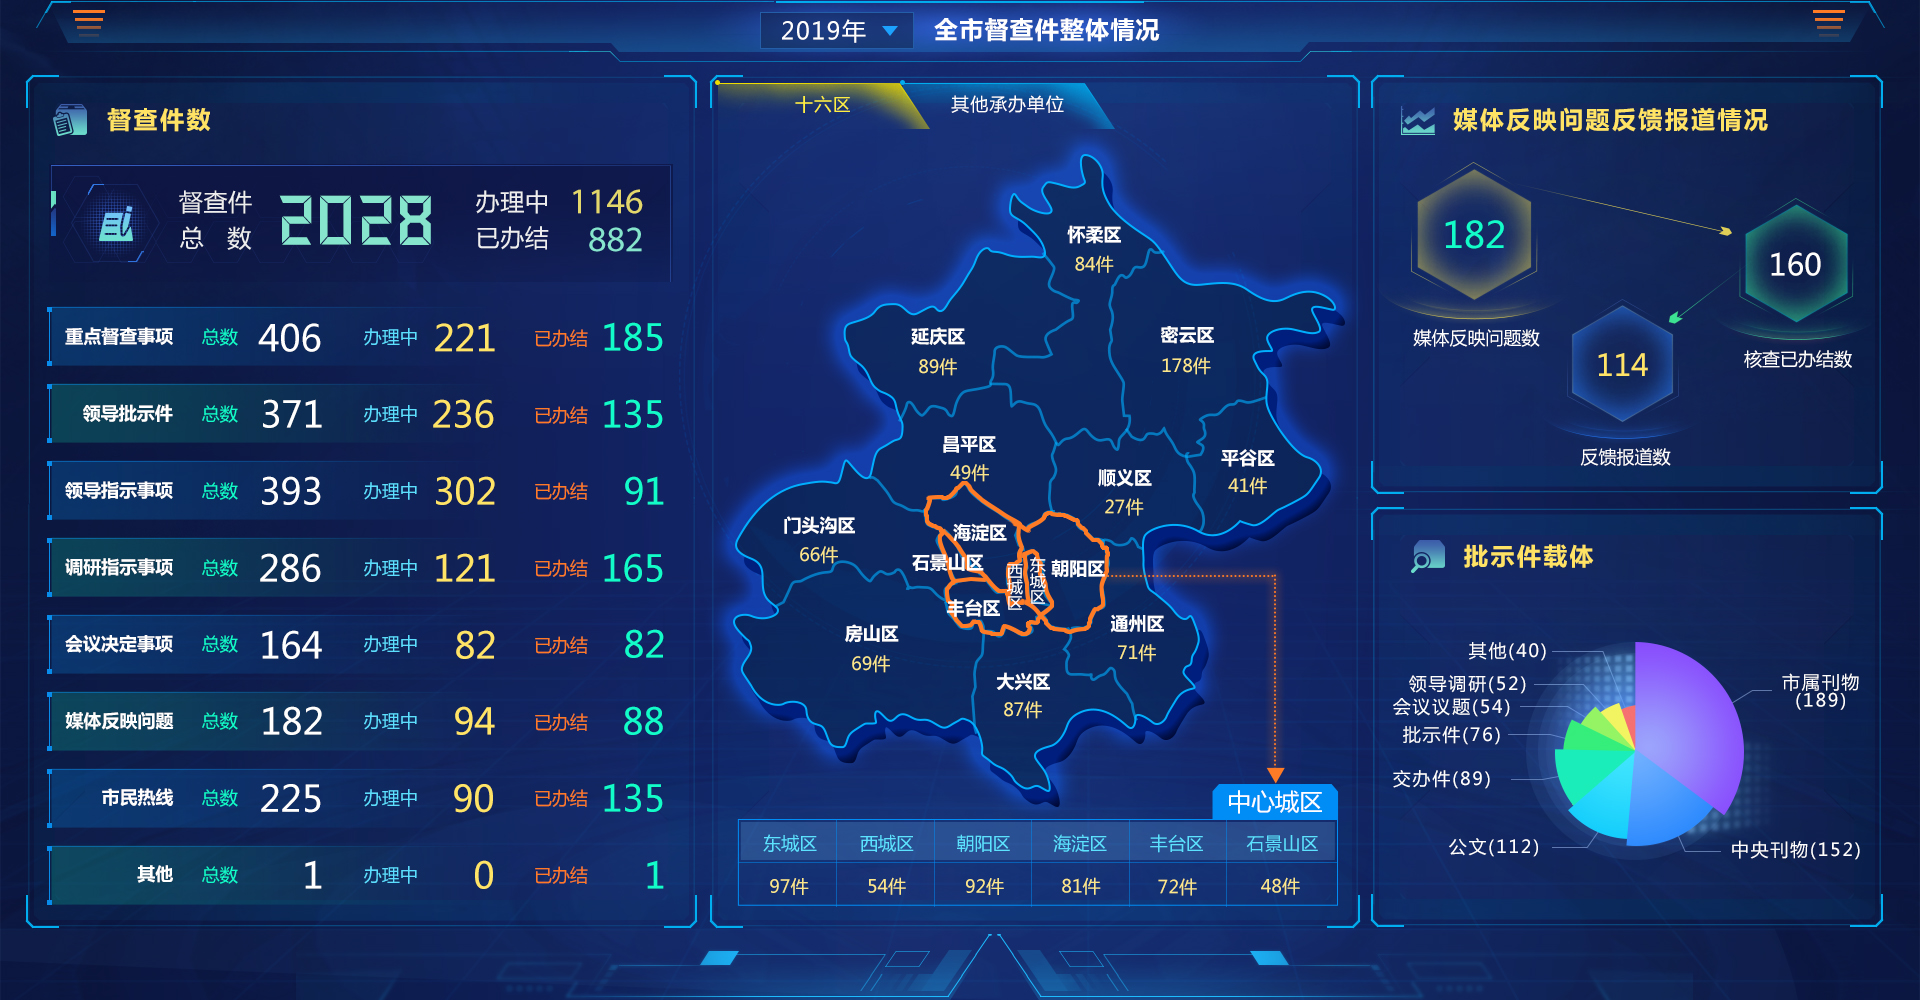 2019年 全市督查件整体情况
督查件数
督查件
总 数
2028
办理中 1146
已办结 882
重点督查事项 总数 406 办理中 221 已办结 185
领导批示件 总数 371 办理中 236 已办结 135
领导指示事项 总数 393 办理中 302 已办结 91
调研指示事项 总数 286 办理中 121 已办结 165
会议决定事项 总数 164 办理中 82 已办结 82
媒体反映问题 总数 182 办理中 94 已办结 88
市民热线 总数 225 办理中 90 已办结 135
其他 总数 1 办理中 0 已办结 1
十六区 其他承办单位
怀柔区
84件
延庆区
89件
密云区
178件
昌平区
49件
顺义区
27件
平谷区
41件
门头沟区
66件
海淀区
石景山区
西城区
东城区
朝阳区
丰台区
房山区
69件
通州区
71件
大兴区
87件
中心城区
东城区 西城区 朝阳区 海淀区 丰台区 石景山区
97件 54件 92件 81件 72件 48件
媒体反映问题反馈报道情况
182
媒体反映问题数
160
核查已办结数
114
反馈报道数
批示件载体
其他(40)
领导调研(52)
会议议题(54)
批示件(76)
交办件(89)
公文(112)
市属刊物
(189)
中央刊物(152)